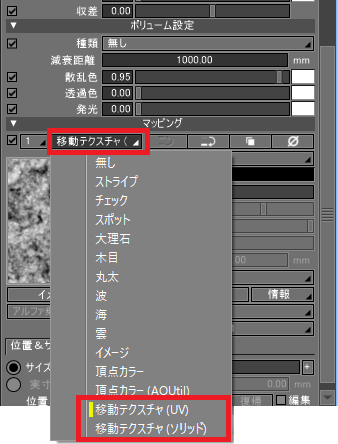 収差 0.00
ボリューム設定
種類 無し
減衰距離 1000.00 mm
散乱色 0.95
透過色 0.00
発光 0.00
マッピング
1 移動テクスチャ (
無し
ストライプ
チェック
スポット
大理石
木目
丸太
波
海
雲
イメージ
頂点カラー
頂点カラー (AOUtil)
移動テクスチャ (UV)
移動テクスチャ (ソリッド)
.00
イメ
情報
アルファ乗
位置 & サ
サイズ
実寸
0.00 mm
位置
復帰
編集